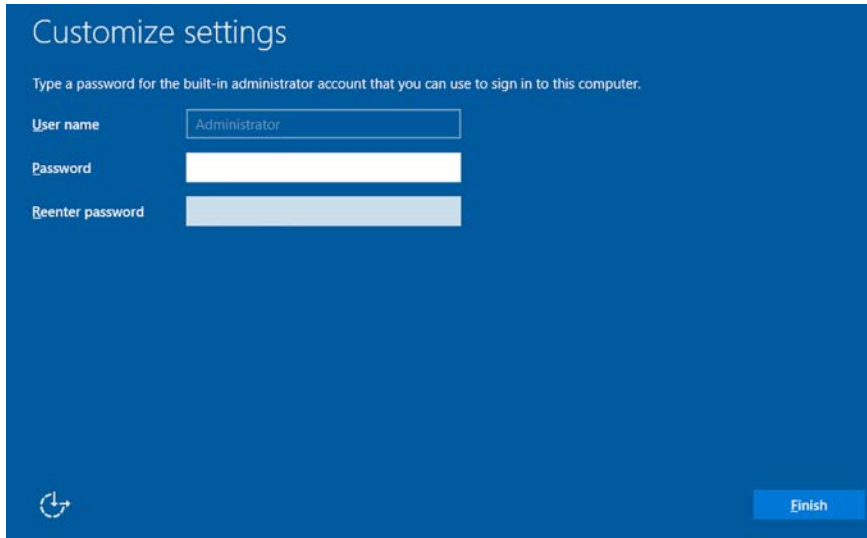 Customize settings
Type a password for the built-in administrator account that you can use to sign in to this computer.
User name
Administrator
Password
Reenter password
Finish